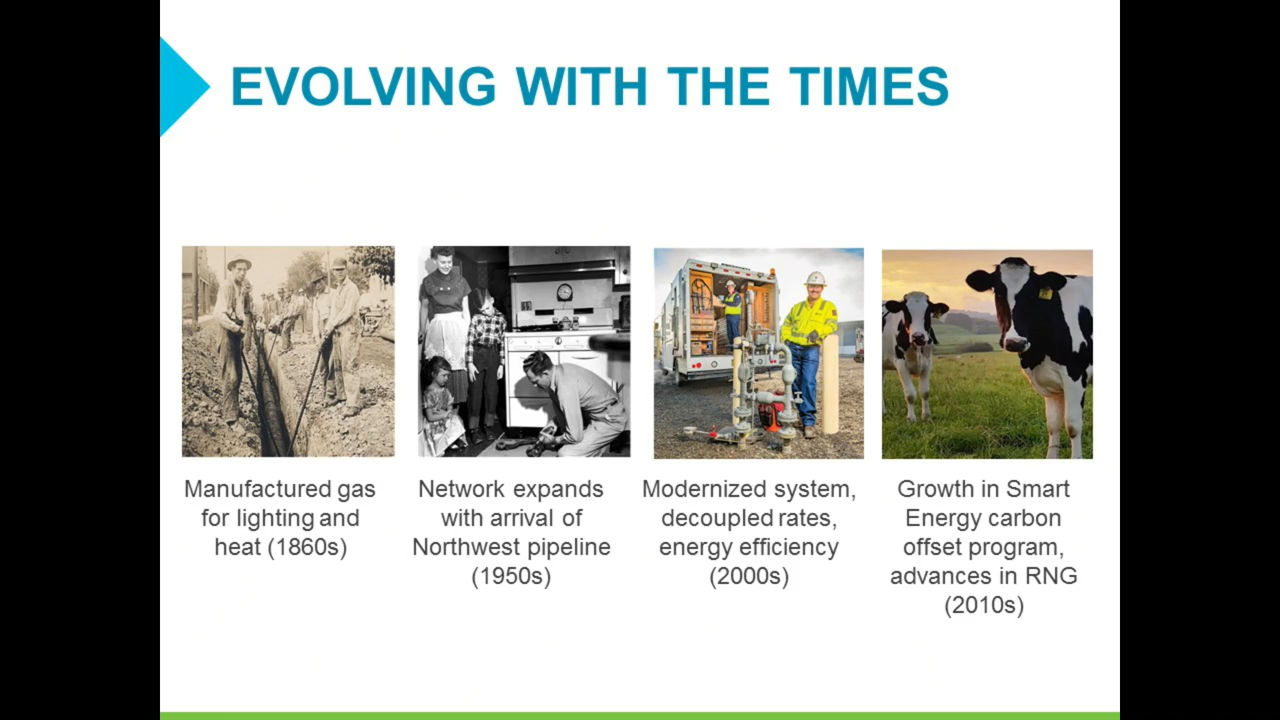 EVOLVING WITH THE TIMES
Manufactured gas
for lighting and
heat (1860s)
Network expands
with arrival of
Northwest pipeline
(1950s)
Modernized system,
decoupled rates,
energy efficiency
(2000s)
Growth in Smart
Energy carbon
offset program,
advances in RNG
(2010s)